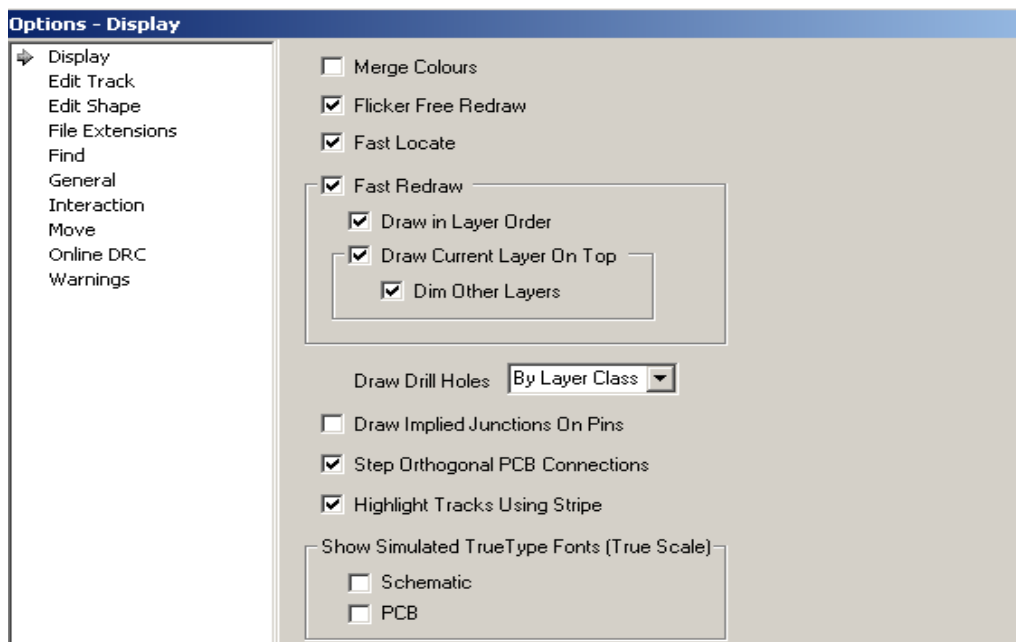 Options - Display
Display
Edit Track
Edit Shape
File Extensions
Find
General
Interaction
Move
Online DRC
Warnings
Merge Colours
Flicker Free Redraw
Fast Locate
Fast Redraw
Draw in Layer Order
Draw Current Layer On Top
Dim Other Layers
Draw Drill Holes By Layer Class
Draw Implied Junctions On Pins
Step Orthogonal PCB Connections
Highlight Tracks Using Stripe
Show Simulated TrueType Fonts (True Scale)
Schematic
PCB